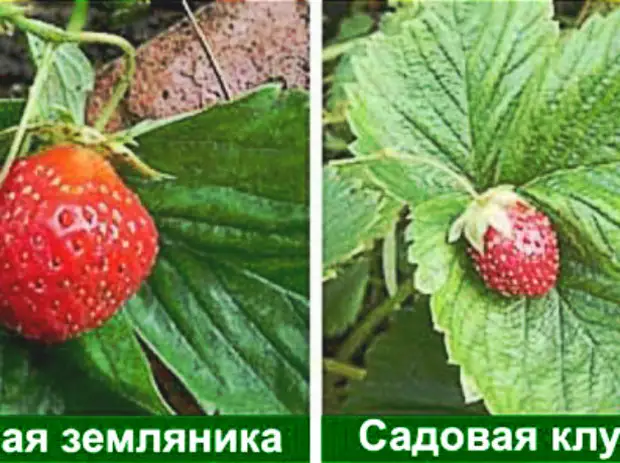 ая земляника
Садовая клу